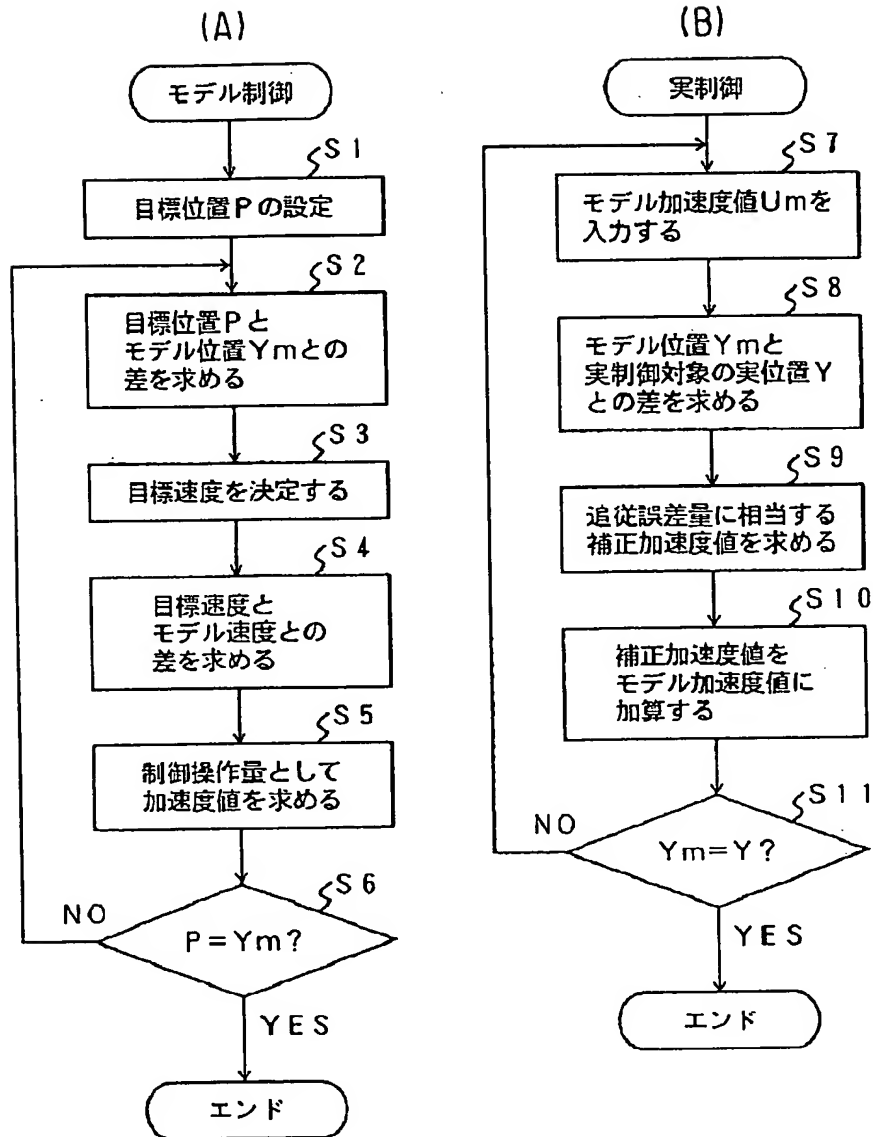 (A)
モデル制御
S1
目標位置Pの設定
S2
目標位置Pと
モデル位置Ymとの
差を求める
S3
目標速度を決定する
S4
目標速度と
モデル速度との
差を求める
S5
制御操作量として
加速度値を求める
S6
P=Ym?
NO
YES
エンド
(B)
実制御
S7
モデル加速度値Umを
入力する
S8
モデル位置Ymと
実制御対象の実位置Y
との差を求める
S9
追従誤差量に相当する
補正加速度値を求める
S10
補正加速度値を
モデル加速度値に
加算する
S11
Ym=Y?
NO
YES
エンド